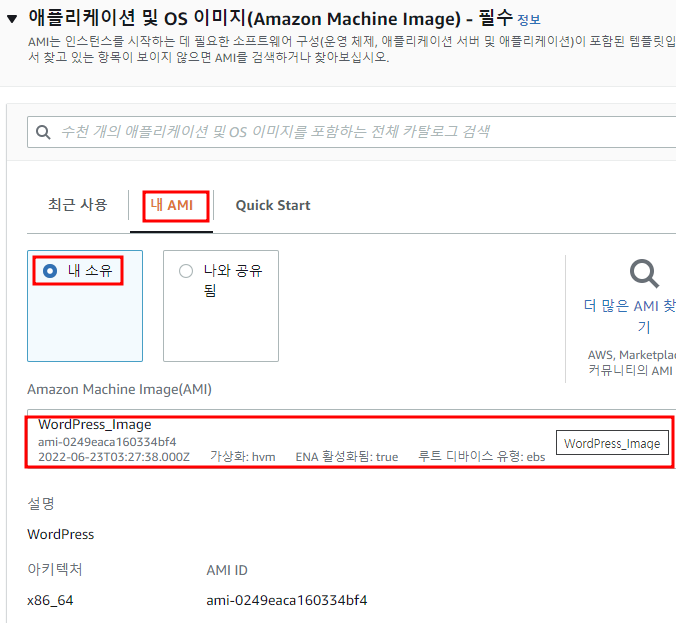 애플리케이션 및 OS 이미지(Amazon Machine Image) - 필수 정보
AMI는 인스턴스를 시작하는 데 필요한 소프트웨어 구성(운영 체제, 애플리케이션 서버 및 애플리케이션)이 포함된 템플릿입
서 찾고 있는 항목이 보이지 않으면 AMI를 검색하거나 찾아보십시오.
수천 개의 애플리케이션 및 OS 이미지를 포함하는 전체 카탈로그 검색
최근 사용 내 AMI Quick Start
내 소유 나와 공유
됨
더 많은 AMI 찾
기
AWS, Marketplac
커뮤니티의 AMI
Amazon Machine Image(AMI)
WordPress_Image
ami-0249eaca160334bf4
2022-06-23T03:27:38.000Z 가상화: hvm ENA 활성화됨: true 루트 디바이스 유형: ebs
WordPress_Image
설명
WordPress
아키텍처 AMI ID
x86_64 ami-0249eaca160334bf4